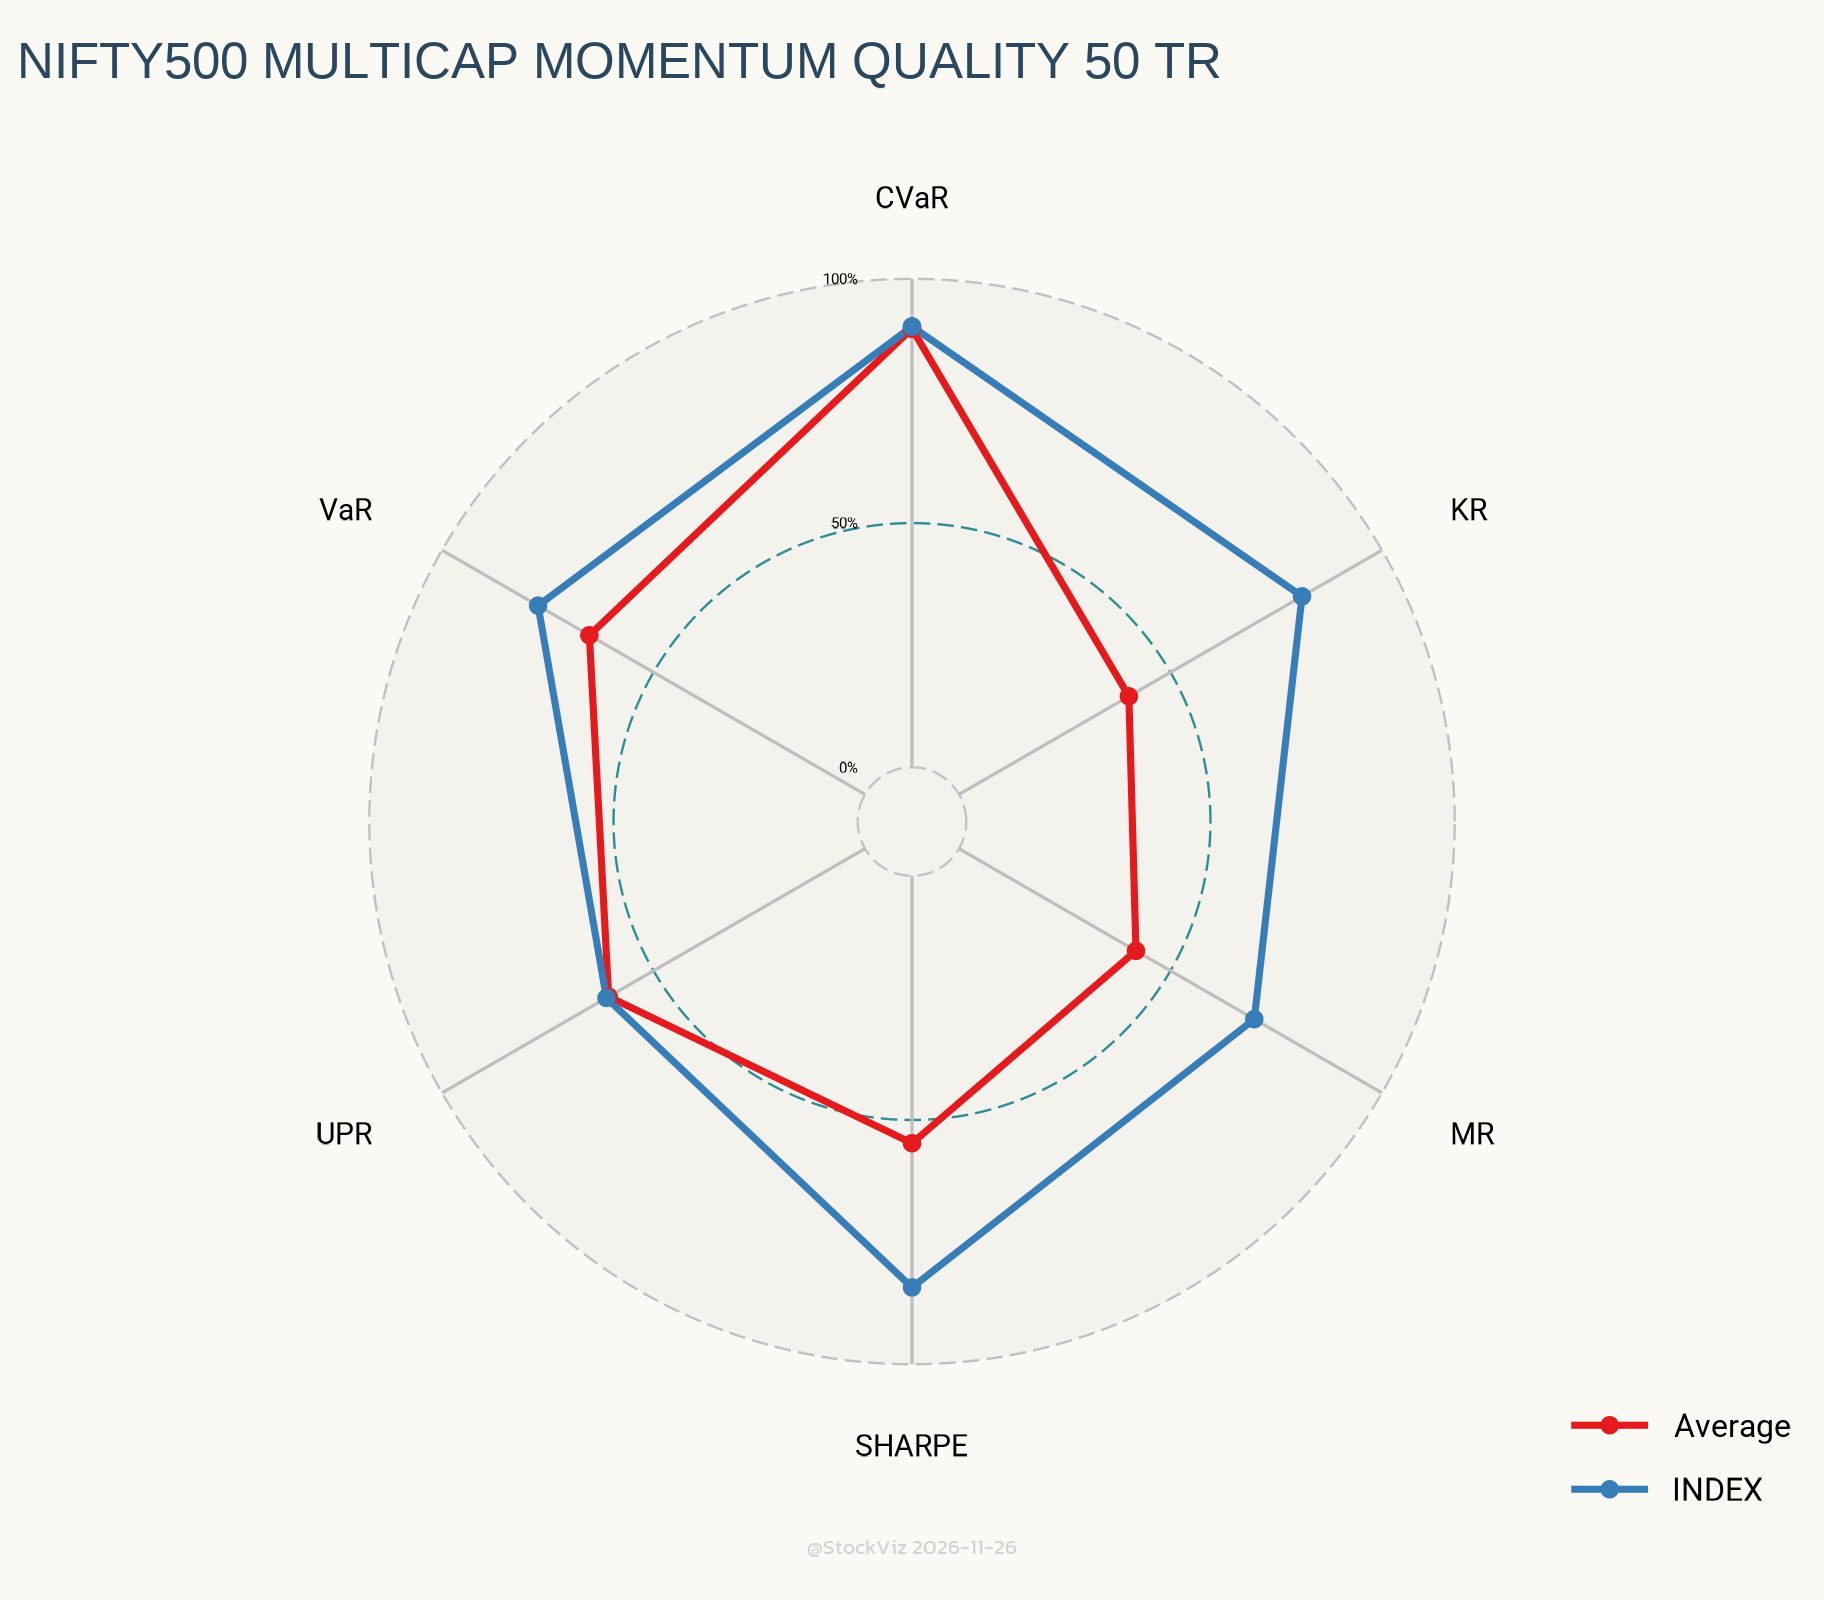 NIFTY500 MULTICAP MOMENTUM QUALITY 50 TR
CVaR
100%
VaR
KR
50%
0%
UPR
MR
SHARPE
Average
INDEX
@StockViz 2026-11-26